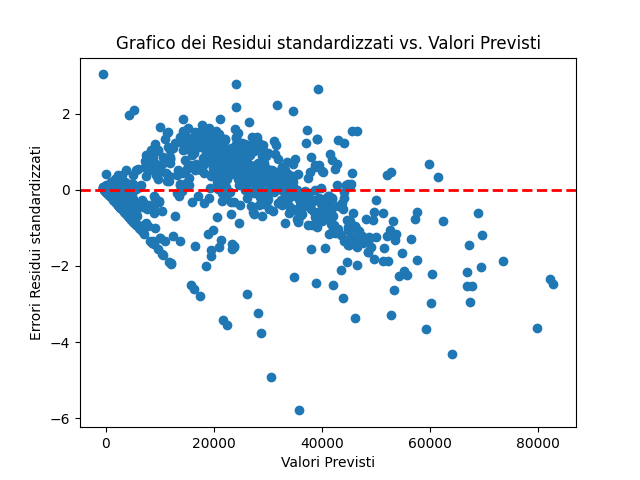 Grafico dei Residui standardizzati vs. Valori Previsti
Errori Residui standardizzati
2
0
−2
−4
−6
0 20000 40000 60000 80000
Valori Previsti